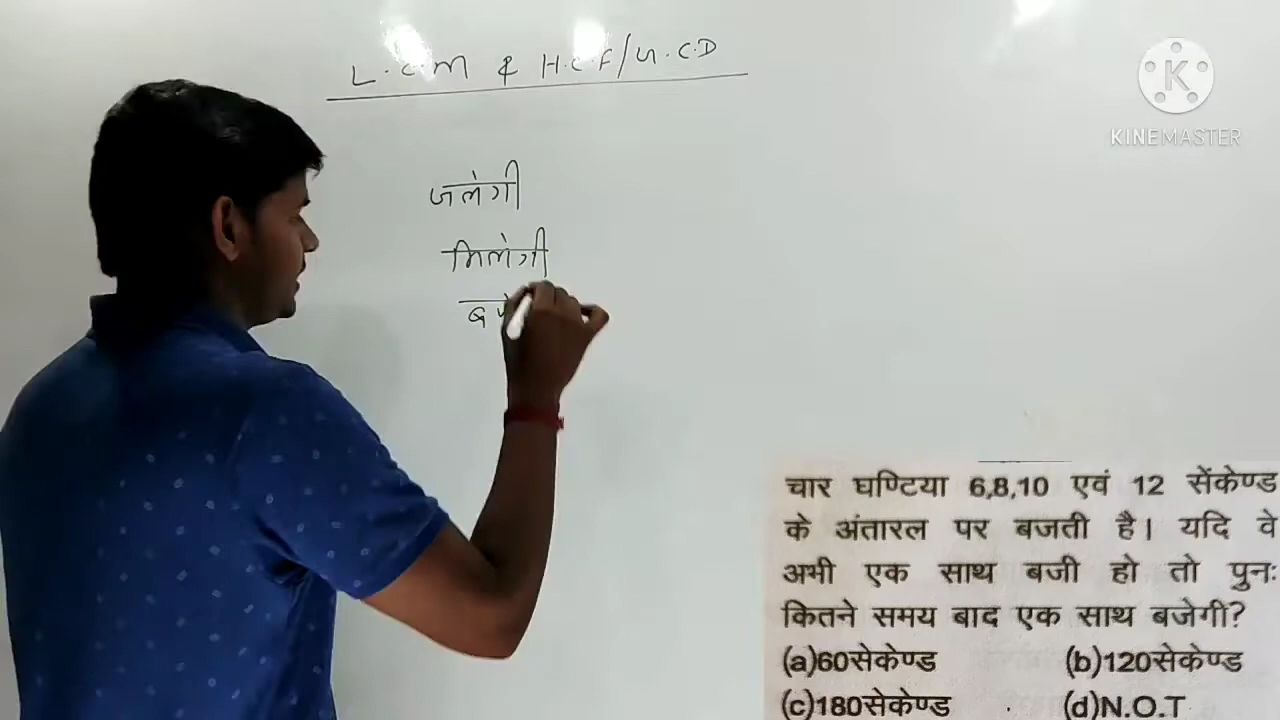 L.C.M & H.C.F/G.C.D
जलेंगी
मिलेंगी
KINEMASTER
चार घण्टिया 6,8,10 एवं 12 सेंकेण्ड
के अंतारल पर बजती है। यदि वे
अभी एक साथ बजी हो तो पुनः
कितने समय बाद एक साथ बजेगी?
(a)60सेकेण्ड (b)120सेकेण्ड
(c)180सेकेण्ड (d)N.O.T